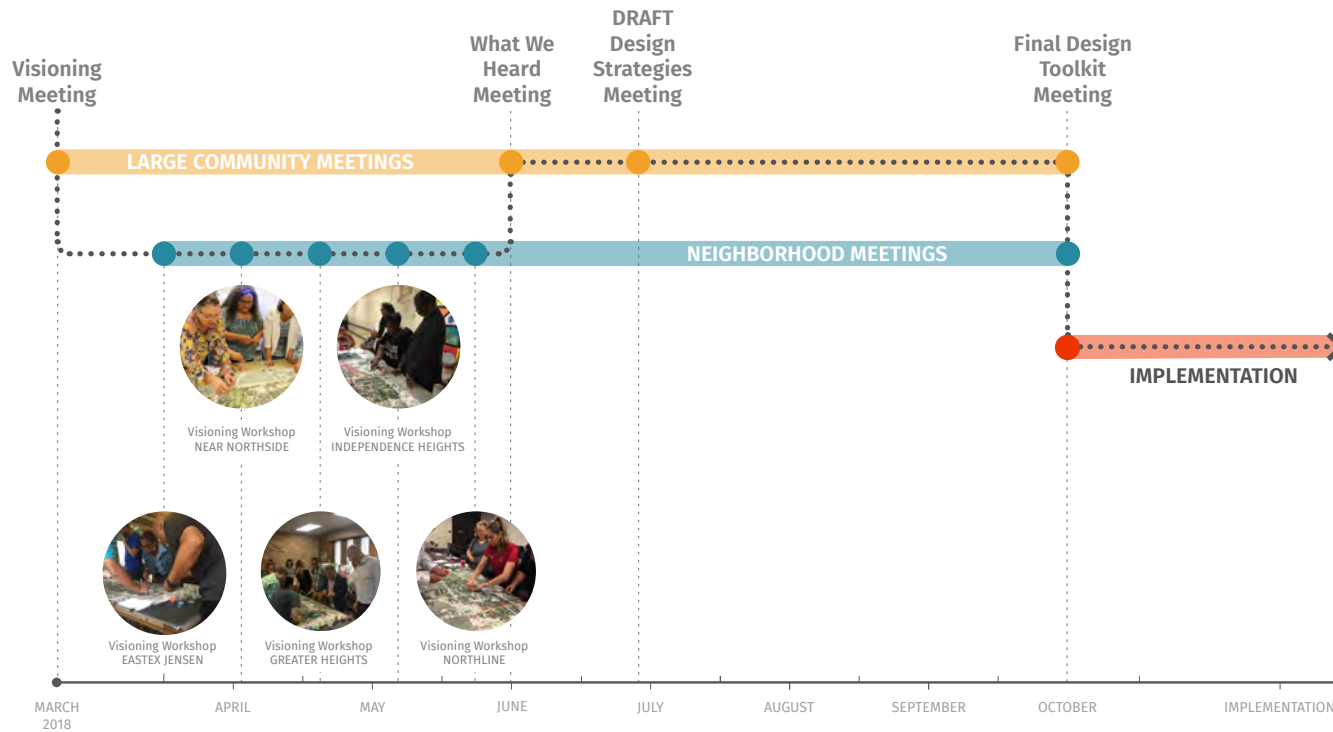 Visioning
Meeting
What We
Heard
Meeting
DRAFT
Design
Strategies
Meeting
Final Design
Toolkit
Meeting
LARGE COMMUNITY MEETINGS
NEIGHBORHOOD MEETINGS
IMPLEMENTATION
Visioning Workshop
NEAR NORTHSIDE
Visioning Workshop
INDEPENDENCE HEIGHTS
Visioning Workshop
EASTEX JENSEN
Visioning Workshop
GREATER HEIGHTS
Visioning Workshop
NORTHLINE
MARCH
2018
APRIL
MAY
JUNE
JULY
AUGUST
SEPTEMBER
OCTOBER
IMPLEMENTATION